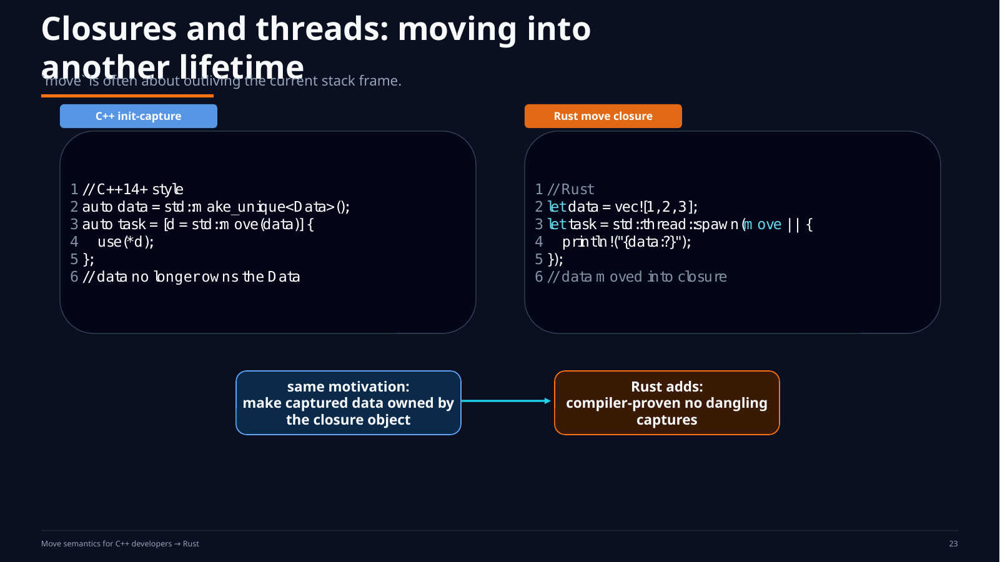 Closures and threads: moving into
another lifetime
`move` is often about outliving the current stack frame.
C++ init-capture
1 // C++14+ style
2 auto data = std::make_unique<Data>();
3 auto task = [d = std::move(data)] {
4     use(*d);
5 };
6 // data no longer owns the Data
Rust move closure
1 // Rust
2 let data = vec![1, 2, 3];
3 let task = std::thread::spawn(move || {
4     println!("{data:?}");
5 });
6 // data moved into closure
same motivation:
make captured data owned by
the closure object
Rust adds:
compiler-proven no dangling
captures
Move semantics for C++ developers → Rust
23